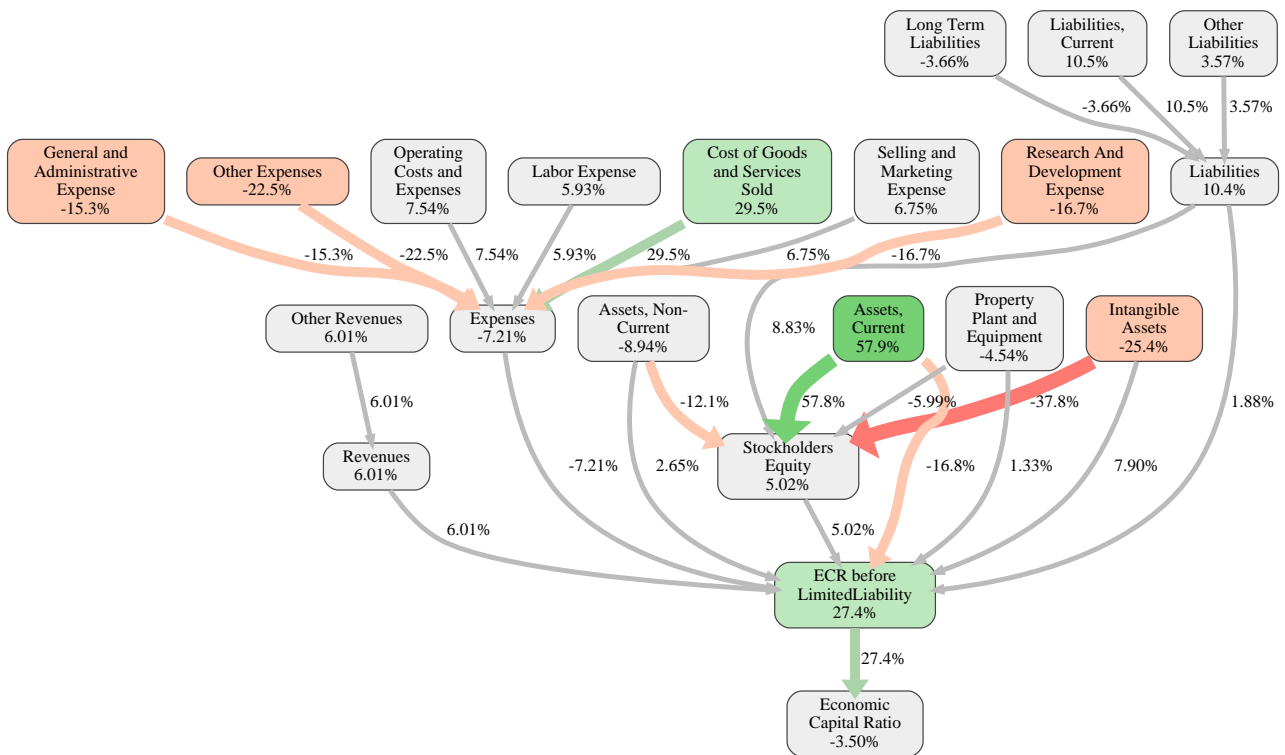 Long Term
Liabilities
-3.66%
Liabilities,
Current
10.5%
Other
Liabilities
3.57%
-3.66%
10.5%
3.57%
General and
Administrative
Expense
-15.3%
Other Expenses
-22.5%
Operating
Costs and
Expenses
7.54%
Labor Expense
5.93%
Cost of Goods
and Services
Sold
29.5%
Selling and
Marketing
Expense
6.75%
Research And
Development
Expense
-16.7%
Liabilities
10.4%
-15.3%
-22.5%
7.54%
5.93%
29.5%
6.75%
-16.7%
Other Revenues
6.01%
Expenses
-7.21%
Assets, Non-
Current
-8.94%
Assets,
Current
57.9%
Property
Plant and
Equipment
-4.54%
Intangible
Assets
-25.4%
8.83%
6.01%
-12.1%
57.8%
-5.99%
-37.8%
1.88%
Revenues
6.01%
Stockholders
Equity
5.02%
-7.21%
2.65%
-16.8%
1.33%
7.90%
6.01%
5.02%
ECR before
LimitedLiability
27.4%
27.4%
Economic
Capital Ratio
-3.50%